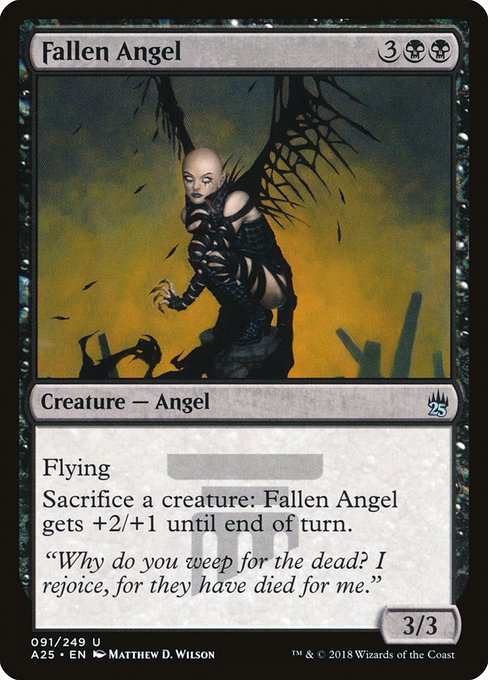 Fallen Angel 3
Creature — Angel
25
Flying
Sacrifice a creature: Fallen Angel
gets +2/+1 until end of turn.
“Why do you weep for the dead? I
rejoice, for they have died for me.”
3/3
091/249 U
A25 • EN Matthew D. Wilson
™ & © 2018 Wizards of the Coast